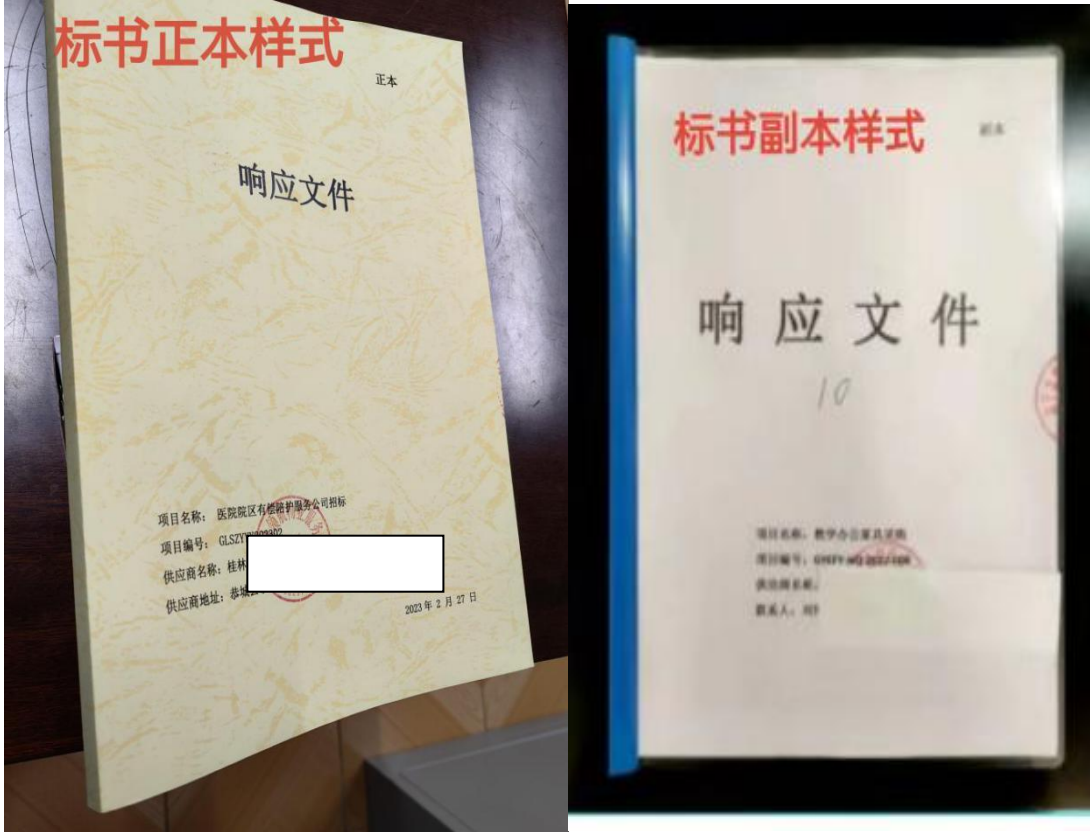 标书正本样式
正本
响应文件
项目名称: 医院院区有偿陪护服务公司招标
项目编号: GLSZY
供应商名称: 桂林
供应商地址: 恭城
2023 年 2 月 27 日
标书副本样式
副本
响应文件
10
项目名称: 教学办公家具采购
项目编号:
供应商名称:
联系人: